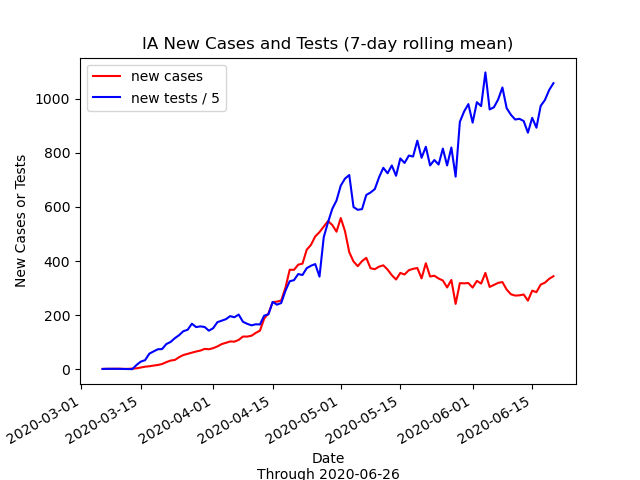 IA New Cases and Tests (7-day rolling mean)
new cases
new tests / 5
New Cases or Tests
1000
800
600
400
200
0
2020-03-01
2020-03-15
2020-04-01
2020-04-15
2020-05-01
2020-05-15
2020-06-01
2020-06-15
Date
Through 2020-06-26